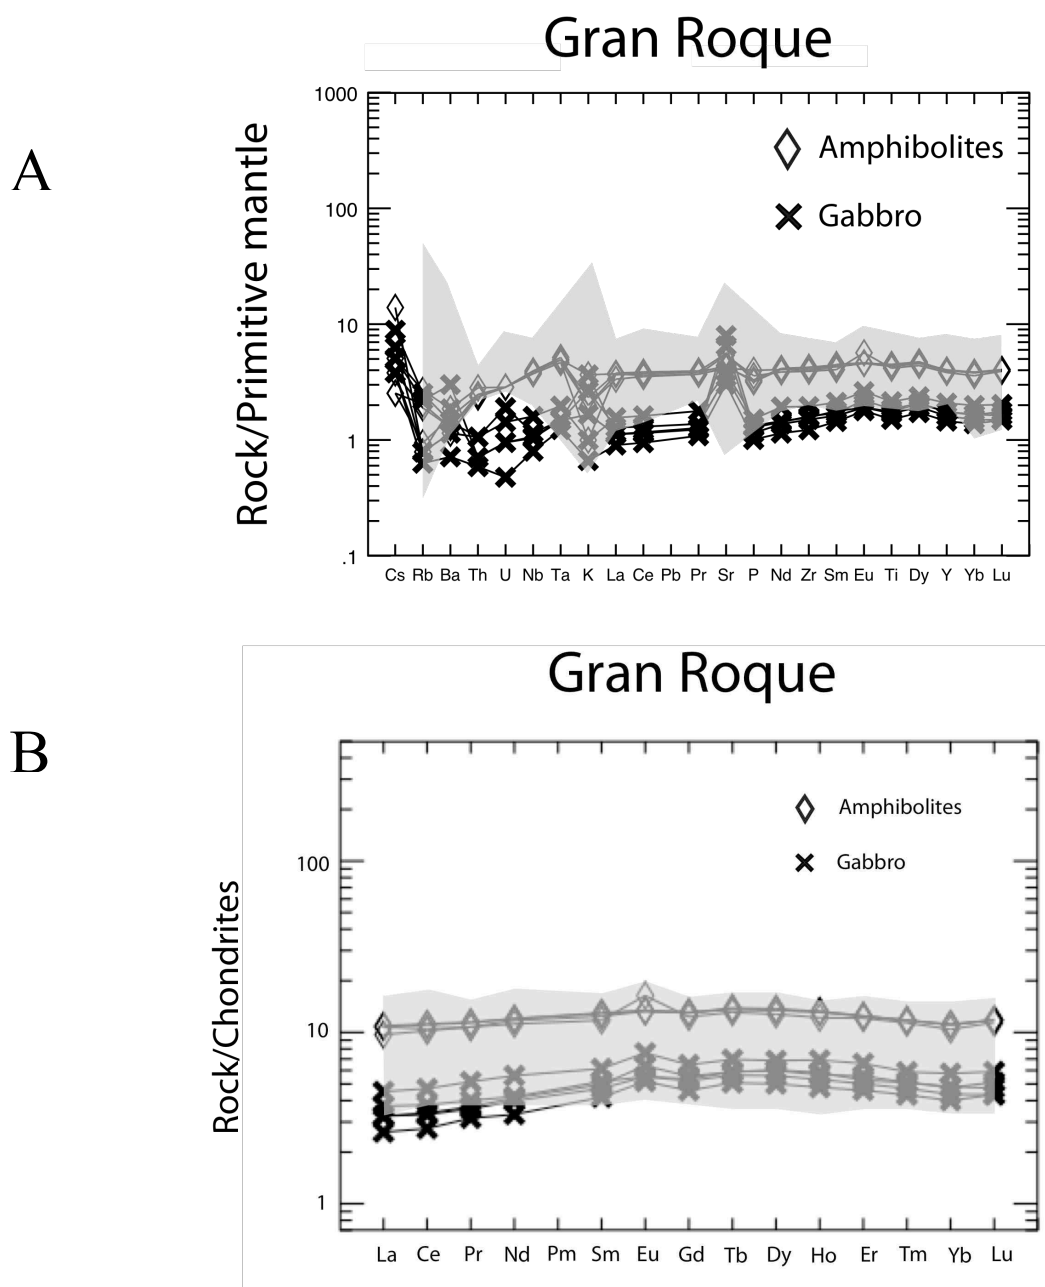 Gran Roque
A
Rock/Primitive mantle
1000
100
10
1
.1
Amphibolites
Gabbro
Cs Rb Ba Th U Nb Ta K La Ce Pb Pr Sr P Nd Zr Sm Eu Ti Dy Y Yb Lu
Gran Roque
B
Rock/Chondrites
100
10
1
Amphibolites
Gabbro
La Ce Pr Nd Pm Sm Eu Gd Tb Dy Ho Er Tm Yb Lu